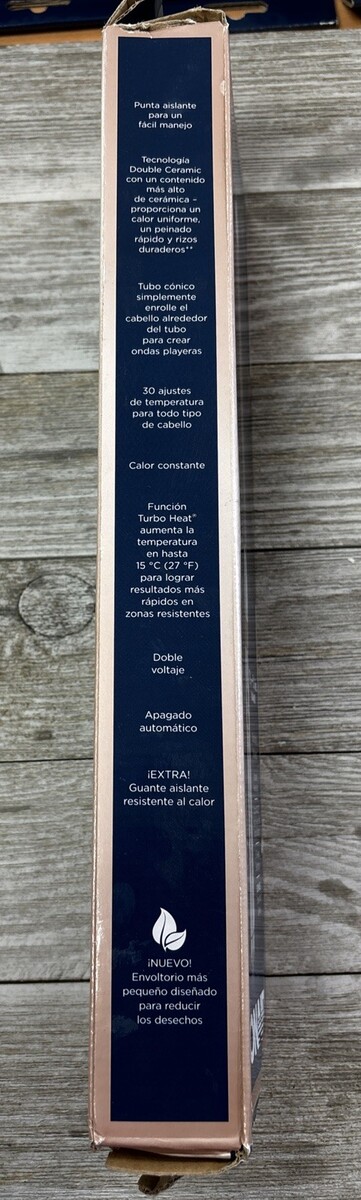 Punta aislante
para un
fácil manejo
Tecnología
Double Ceramic
con un contenido
más alto
de cerámica –
proporciona un
calor uniforme,
un peinado
rápido y rizos
duraderos**
Tubo cónico
simplemente
enrolle el
cabello alrededor
del tubo
para crear
ondas playeras
30 ajustes
de temperatura
para todo tipo
de cabello
Calor constante
Función
Turbo Heat®
aumenta la
temperatura
en hasta
15 °C (27 °F)
para lograr
resultados más
rápidos en
zonas resistentes
Doble
voltaje
Apagado
automático
¡EXTRA!
Guante aislante
resistente al calor
¡NUEVO!
Envoltorio más
pequeño diseñado
para reducir
los desechos